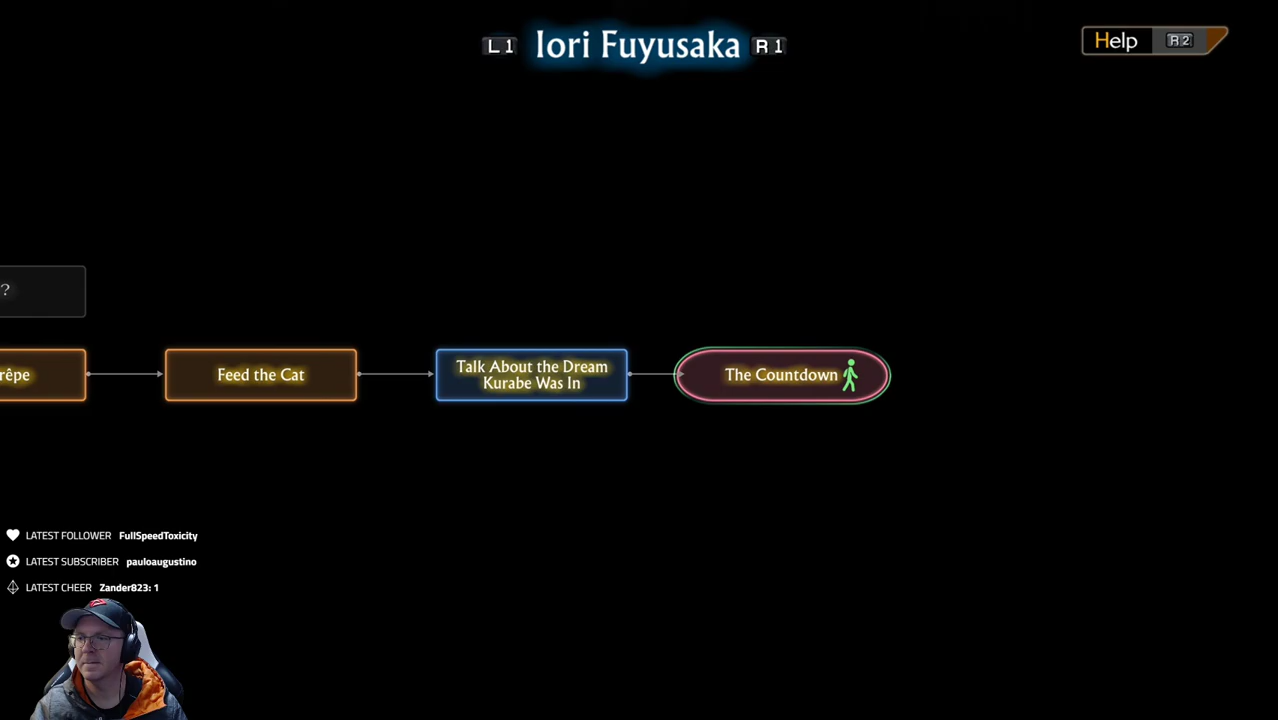 L1 Iori Fuyusaka R1
Help R2
?
rêpe
Feed the Cat
Talk About the Dream
Kurabe Was In
The Countdown
LATEST FOLLOWER FullSpeedToxicity
LATEST SUBSCRIBER pauloaugustino
LATEST CHEER Zander823: 1